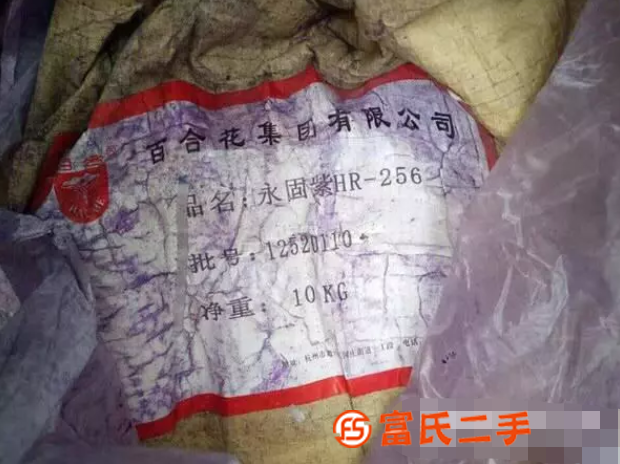 百合花集团有限公司
品名：永固紫HR-256
批号：12520110
净重：10KG
富氏二手